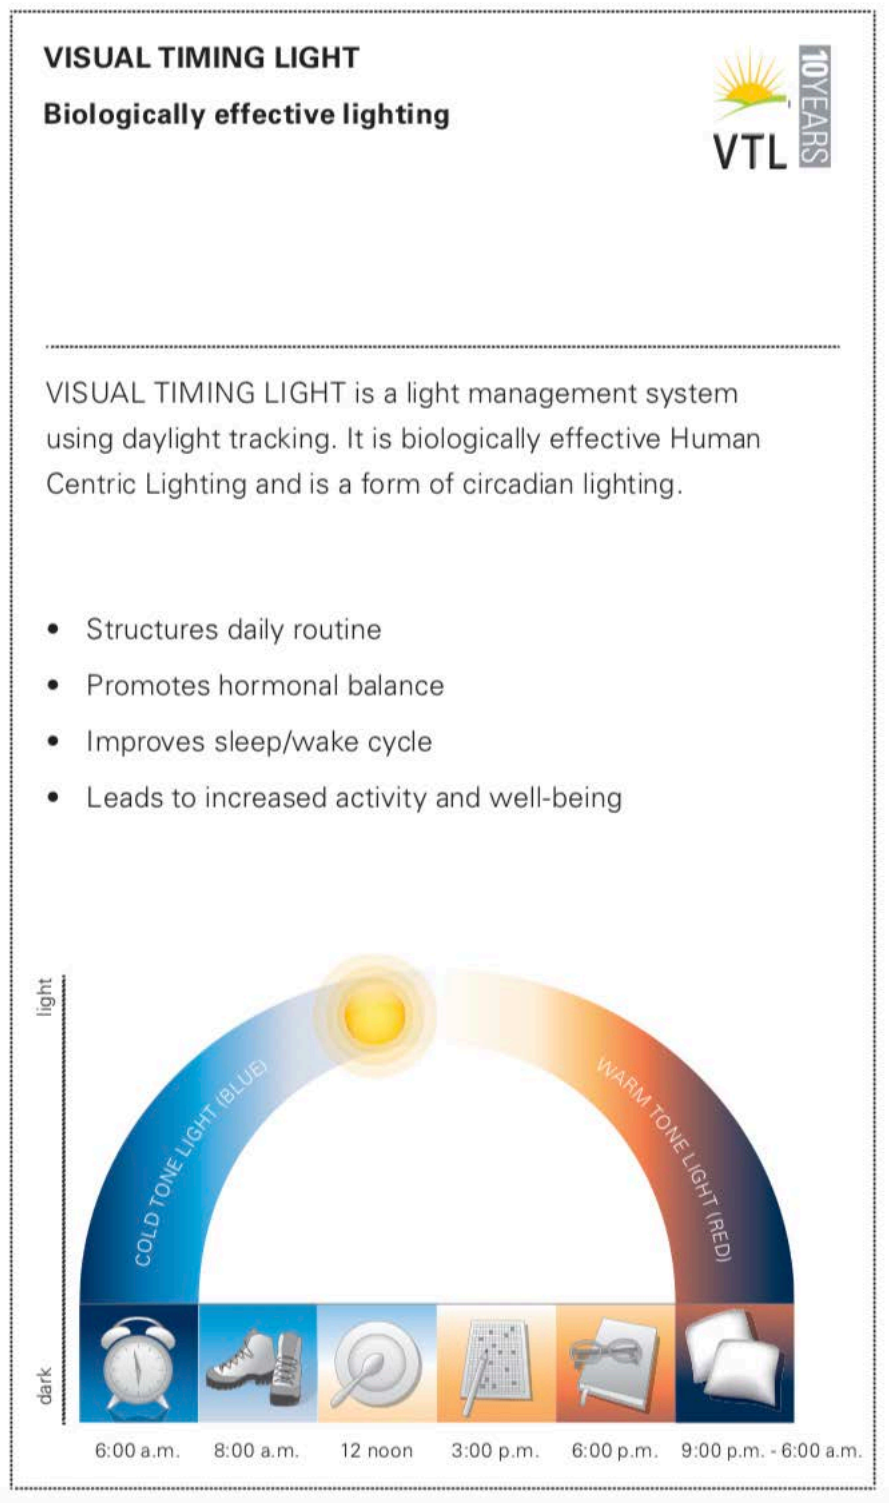 VISUAL TIMING LIGHT
Biologically effective lighting
VTL
10YEARS
VISUAL TIMING LIGHT is a light management system
using daylight tracking. It is biologically effective Human
Centric Lighting and is a form of circadian lighting.
• Structures daily routine
• Promotes hormonal balance
• Improves sleep/wake cycle
• Leads to increased activity and well-being
light
dark
COLD TONE LIGHT (BLUE)
WARM TONE LIGHT (RED)
6:00 a.m. 8:00 a.m. 12 noon 3:00 p.m. 6:00 p.m. 9:00 p.m. - 6:00 a.m.